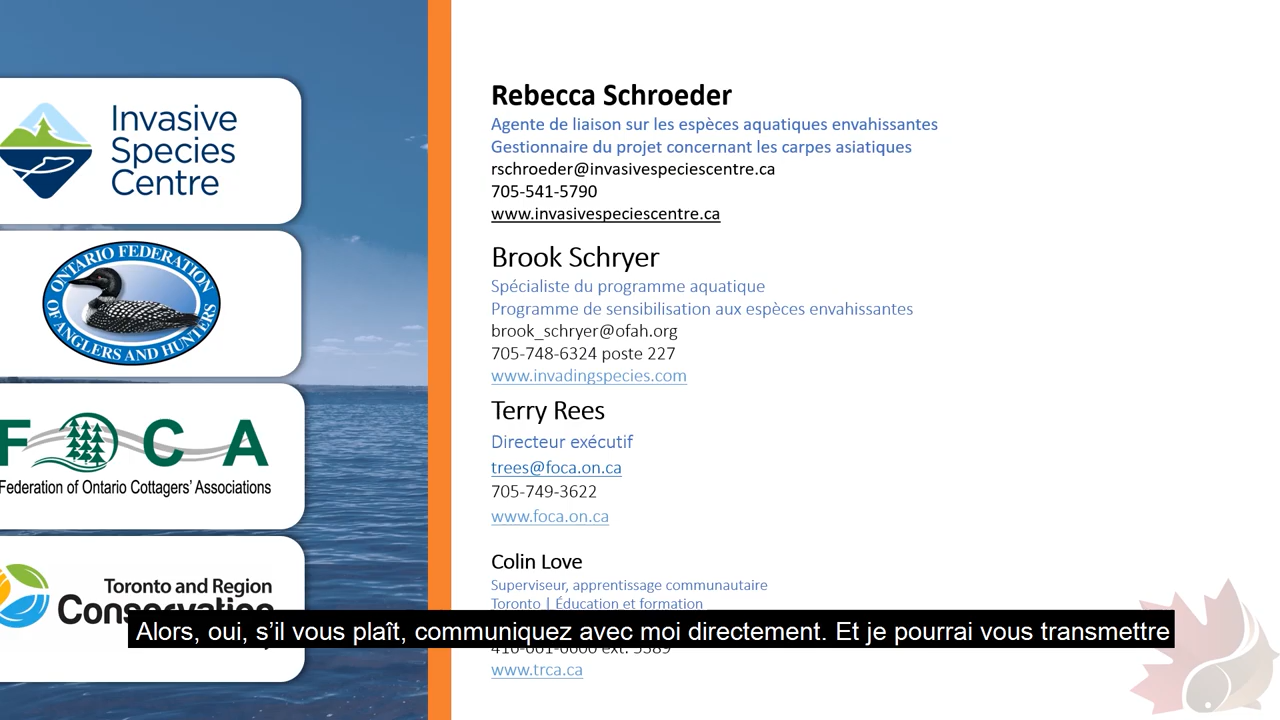 Invasive
Species
Centre
ONTARIO FEDERATION
OF ANGLERS AND HUNTERS
FOCA
Federation of Ontario Cottagers' Associations
Toronto and Region
Conservation
Rebecca Schroeder
Agente de liaison sur les espèces aquatiques envahissantes
Gestionnaire du projet concernant les carpes asiatiques
rschroeder@invasivespeciescentre.ca
705-541-5790
www.invasivespeciescentre.ca
Brook Schryer
Spécialiste du programme aquatique
Programme de sensibilisation aux espèces envahissantes
brook_schryer@ofah.org
705-748-6324 poste 227
www.invadingspecies.com
Terry Rees
Directeur exécutif
trees@foca.on.ca
705-749-3622
www.foca.on.ca
Colin Love
Superviseur, apprentissage communautaire
Toronto | Éducation et formation
Alors, oui, s’il vous plaît, communiquez avec moi directement. Et je pourrai vous transmettre
www.trca.ca